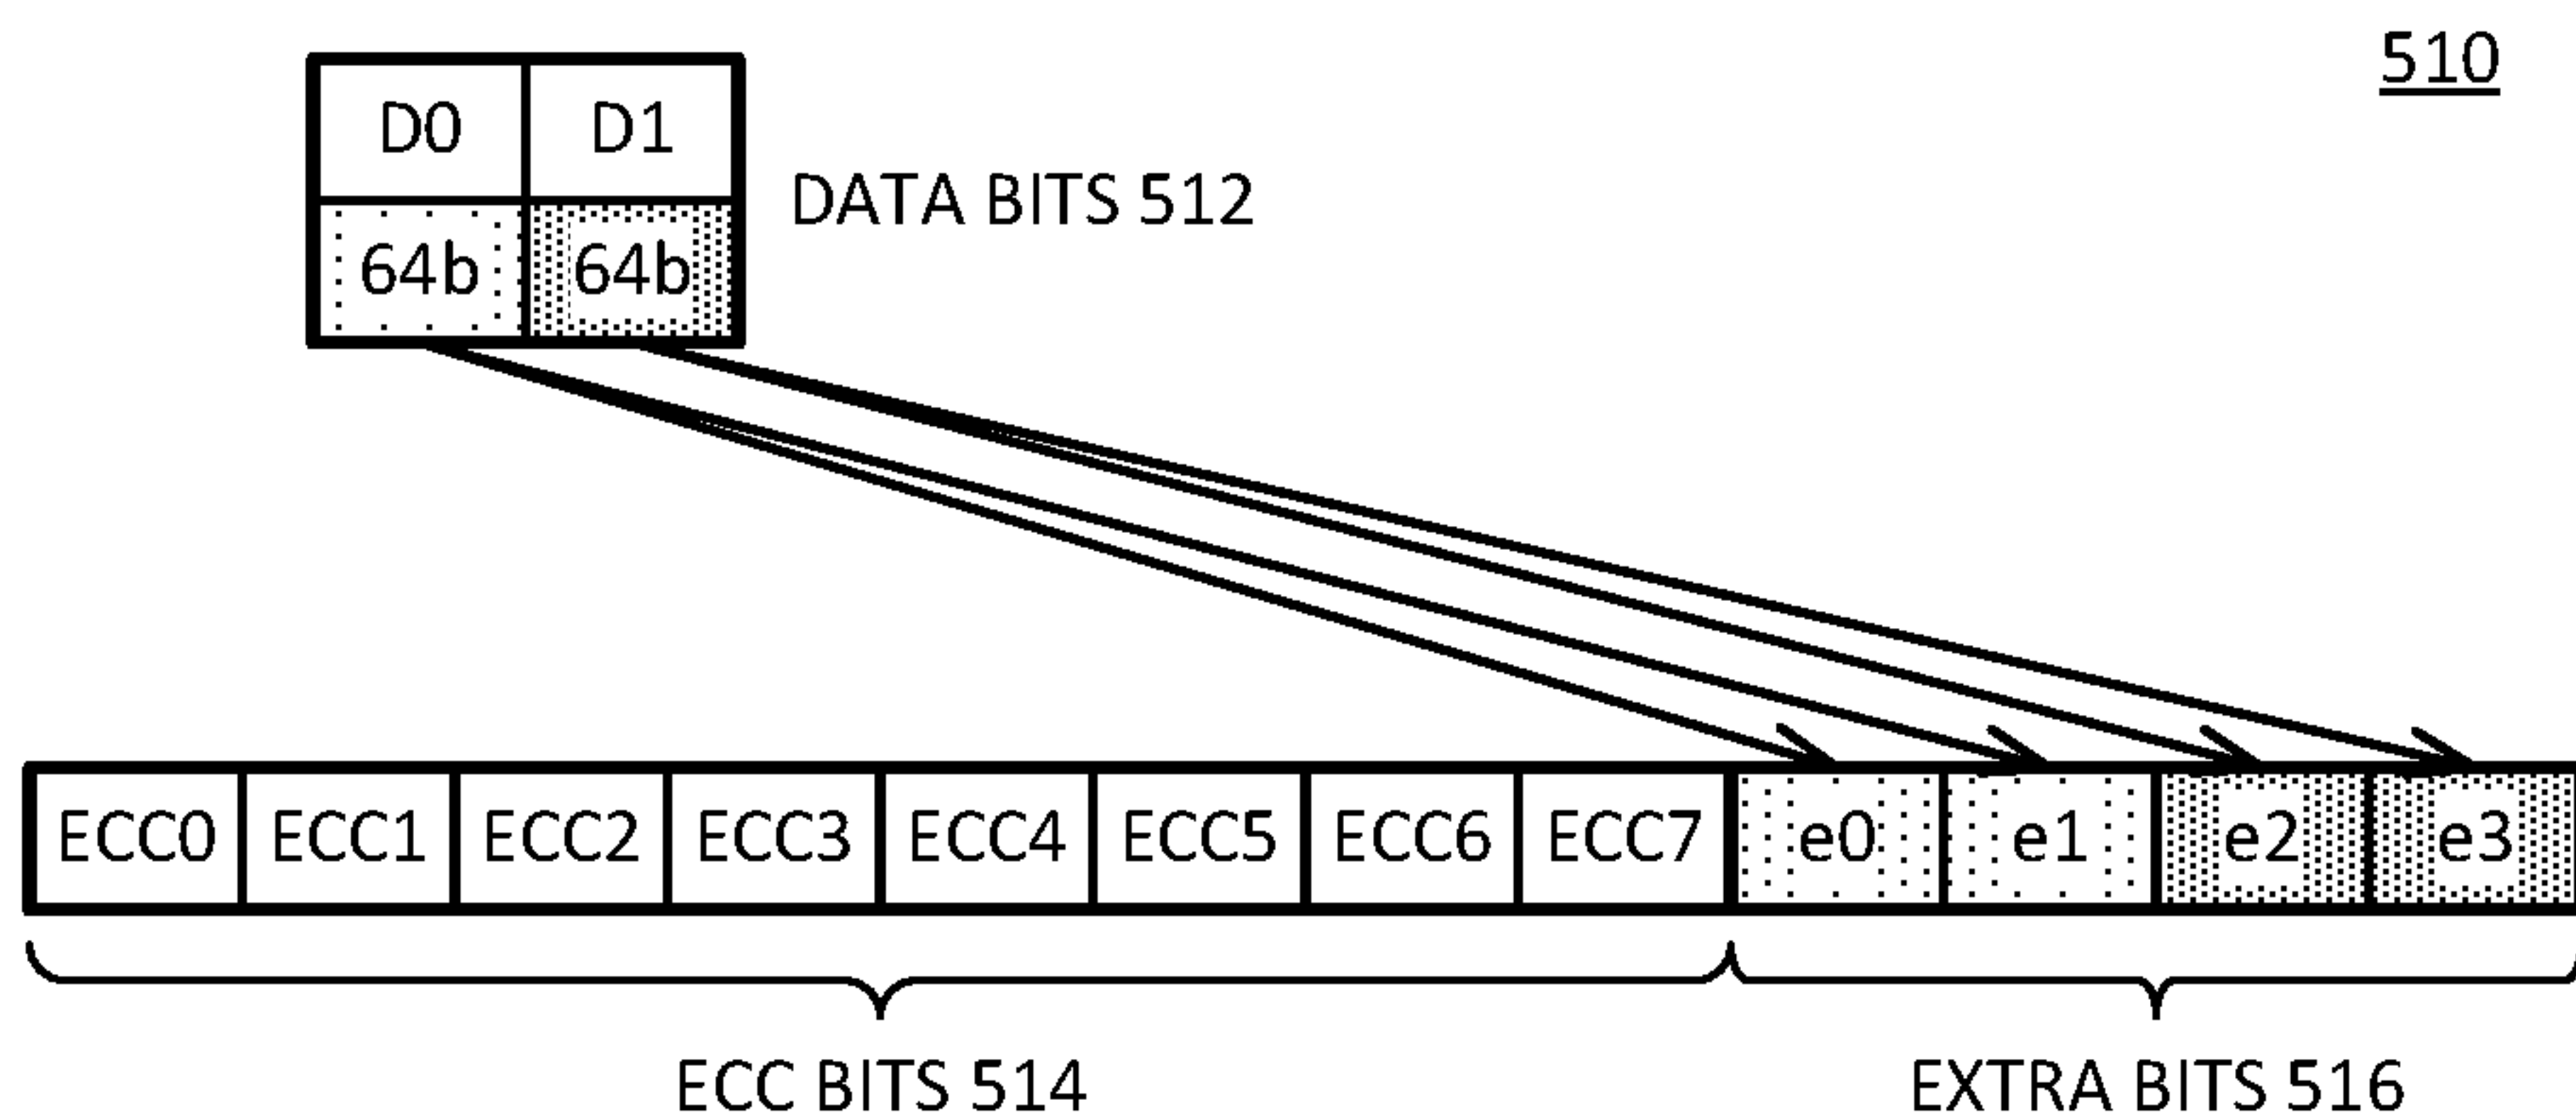 510
D0 D1
DATA BITS 512
64b 64b
ECC0 ECC1 ECC2 ECC3 ECC4 ECC5 ECC6 ECC7 e0 e1 e2 e3
ECC BITS 514 EXTRA BITS 516